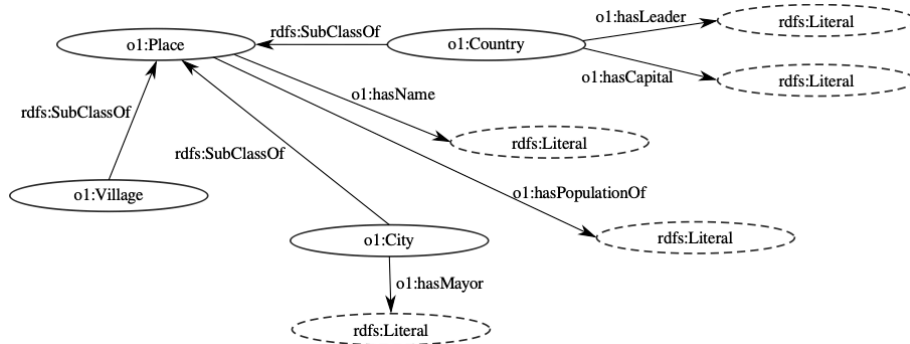 o1:hasLeader
rdfs:Literal
rdfs:SubClassOf
o1:Place
o1:Country
o1:hasCapital
rdfs:Literal
o1:hasName
rdfs:SubClassOf
rdfs:Literal
rdfs:SubClassOf
o1:Village
o1:hasPopulationOf
o1:City
rdfs:Literal
o1:hasMayor
rdfs:Literal